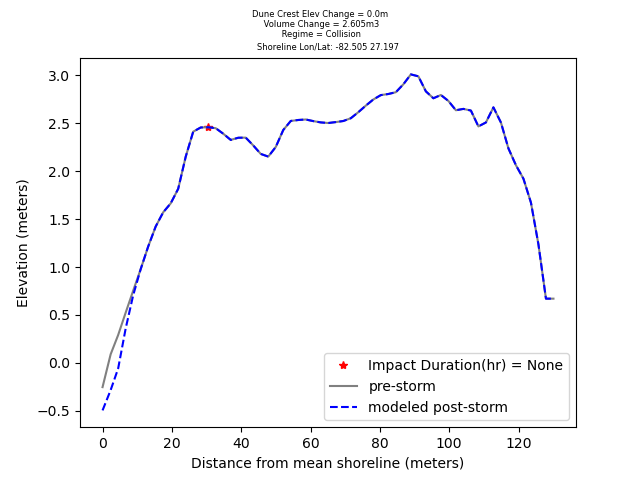 Dune Crest Elev Change = 0.0m
Volume Change = 2.605m3
Regime = Collision
Shoreline Lon/Lat: -82.505 27.197
3.0
2.5
2.0
1.5
1.0
0.5
0.0
−0.5
Elevation (meters)
Impact Duration(hr) = None
pre-storm
modeled post-storm
0 20 40 60 80 100 120
Distance from mean shoreline (meters)